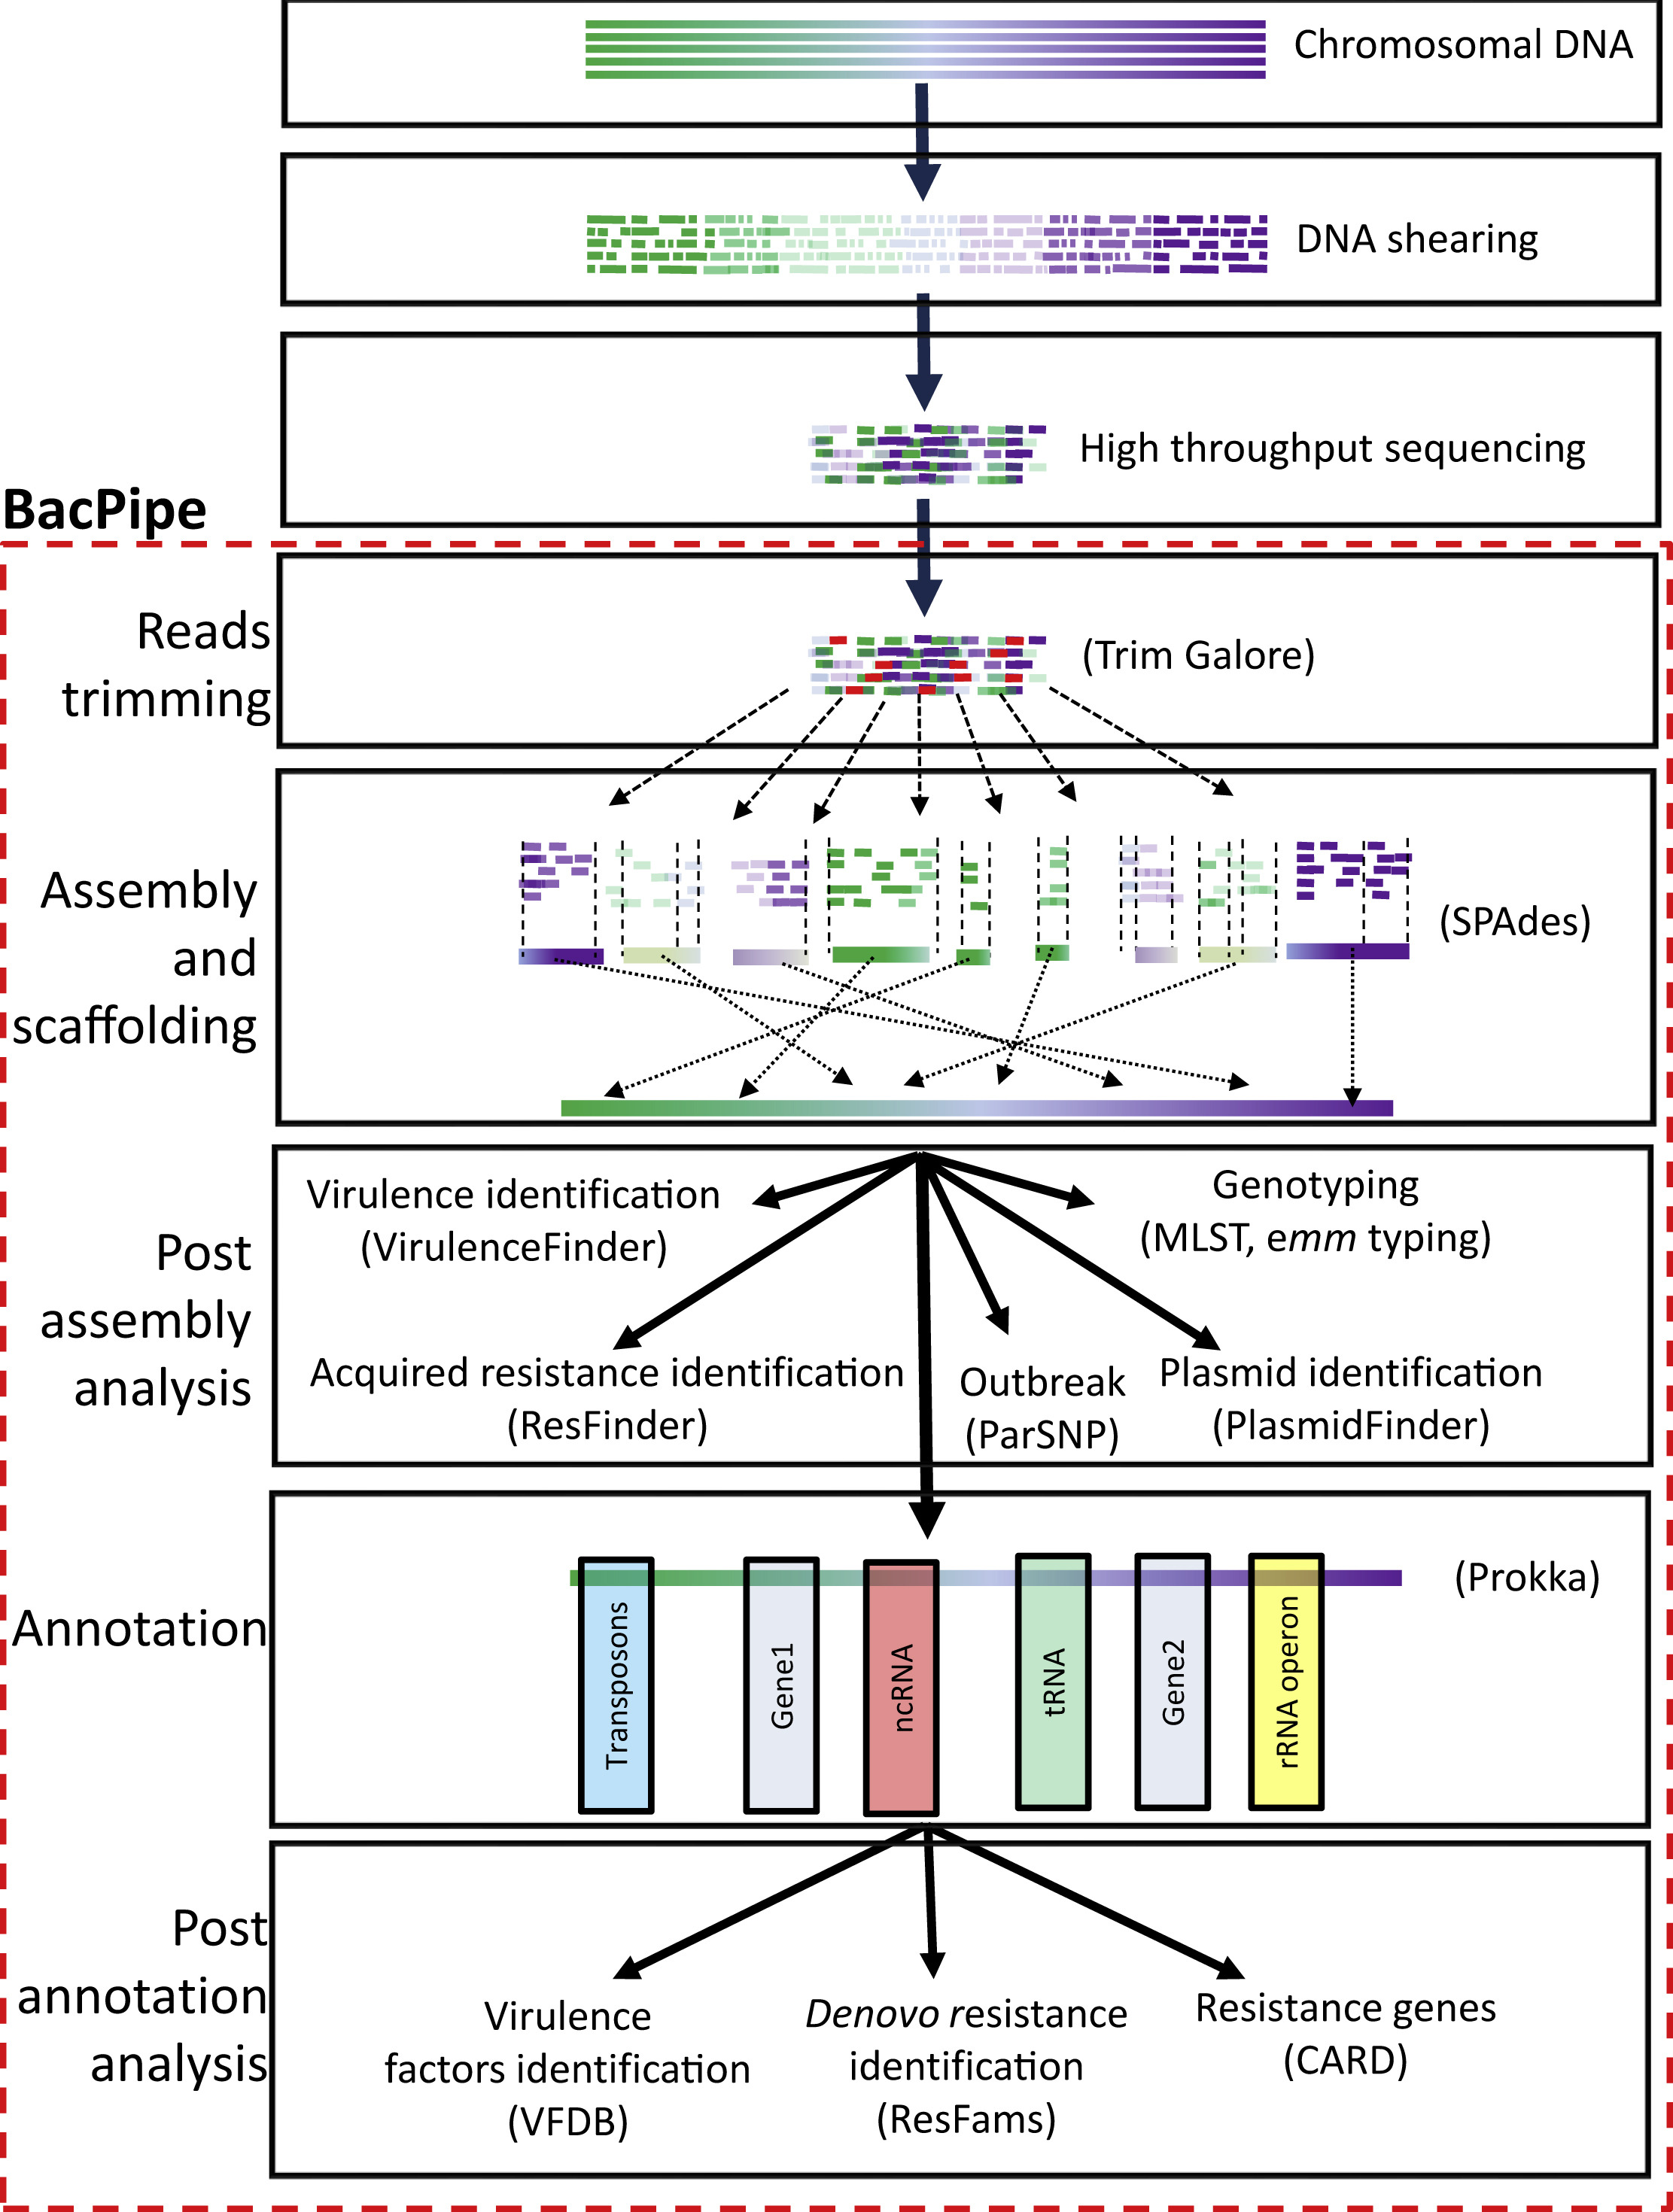 Chromosomal DNA
DNA shearing
High throughput sequencing
BacPipe
Reads
trimming
(Trim Galore)
Assembly
and
scaffolding
(SPAdes)
Post
assembly
analysis
Virulence identification
(VirulenceFinder)
Genotyping
(MLST, emm typing)
Acquired resistance identification
(ResFinder)
Outbreak
(ParSNP)
Plasmid identification
(PlasmidFinder)
Annotation
(Prokka)
Transposons
Gene1
ncRNA
tRNA
Gene2
rRNA operon
Post
annotation
analysis
Virulence
factors identification
(VFDB)
Denovo resistance
identification
(ResFams)
Resistance genes
(CARD)